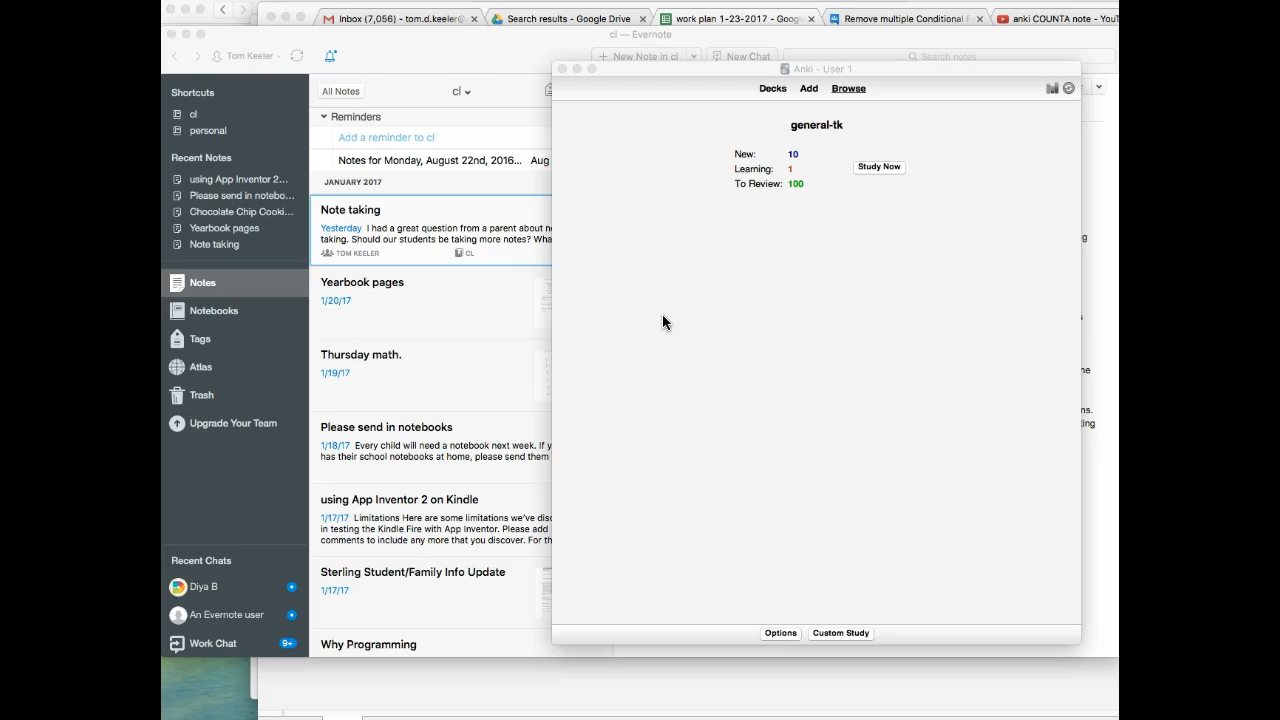 Inbox (7,056) - tom.d.keeler@
Search results - Google Drive
work plan 1-23-2017 - Goog
Remove multiple Conditional F
anki COUNTA note - YouT
cl — Evernote
Tom Keeler
New Note in cl
New Chat
Search notes
Anki - User 1
Decks
Add
Browse
general-tk
New: 10
Learning: 1
To Review: 100
Study Now
Options
Custom Study
Shortcuts
cl
personal
Recent Notes
using App Inventor 2...
Please send in notebo...
Chocolate Chip Cooki...
Yearbook pages
Note taking
Notes
Notebooks
Tags
Atlas
Trash
Upgrade Your Team
Recent Chats
Diya B
An Evernote user
Work Chat 9+
All Notes
cl
Reminders
Add a reminder to cl
Notes for Monday, August 22nd, 2016... Aug
JANUARY 2017
Note taking
Yesterday I had a great question from a parent about no
taking. Should our students be taking more notes? Wha
TOM KEELER CL
Yearbook pages
1/20/17
Thursday math.
1/19/17
Please send in notebooks
1/18/17 Every child will need a notebook next week. If y
has their school notebooks at home, please send them
using App Inventor 2 on Kindle
1/17/17 Limitations Here are some limitations we've disc
in testing the Kindle Fire with App Inventor. Please add
comments to include any more that you discover. For th
Sterling Student/Family Info Update
1/17/17
Why Programming